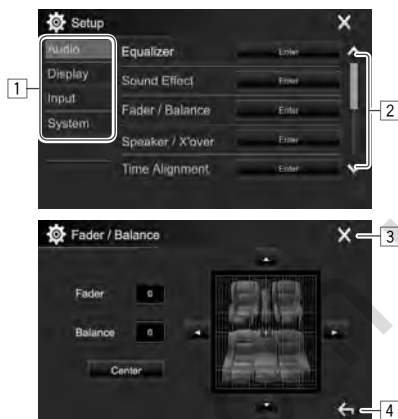 Setup
Audio
Display
Input
System
Equalizer Enter
Sound Effect Enter
Fader / Balance Enter
Speaker / X'over Enter
Time Alignment Enter
1
2
Fader / Balance
Fader 0
Balance 0
Center
3
4